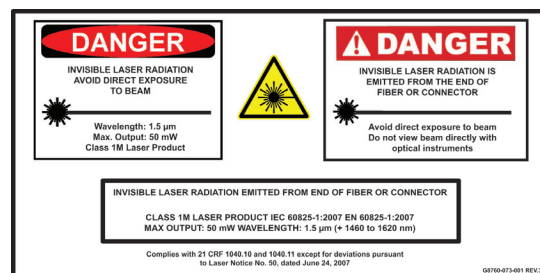 DANGER
INVISIBLE LASER RADIATION
AVOID DIRECT EXPOSURE
TO BEAM
Wavelength: 1.5 µm
Max. Output: 50 mW
Class 1M Laser Product
DANGER
INVISIBLE LASER RADIATION IS
EMITTED FROM THE END OF
FIBER OR CONNECTOR
Avoid direct exposure to beam
Do not view beam directly with
optical instruments
INVISIBLE LASER RADIATION EMITTED FROM END OF FIBER OR CONNECTOR
CLASS 1M LASER PRODUCT IEC 60825-1:2007 EN 60825-1:2007
MAX OUTPUT: 50 mW WAVELENGTH: 1.5 µm (+ 1460 to 1620 nm)
Complies with 21 CRF 1040.10 and 1040.11 except for deviations pursuant
to Laser Notice No. 50, dated June 24, 2007
G8760-073-001 REV.